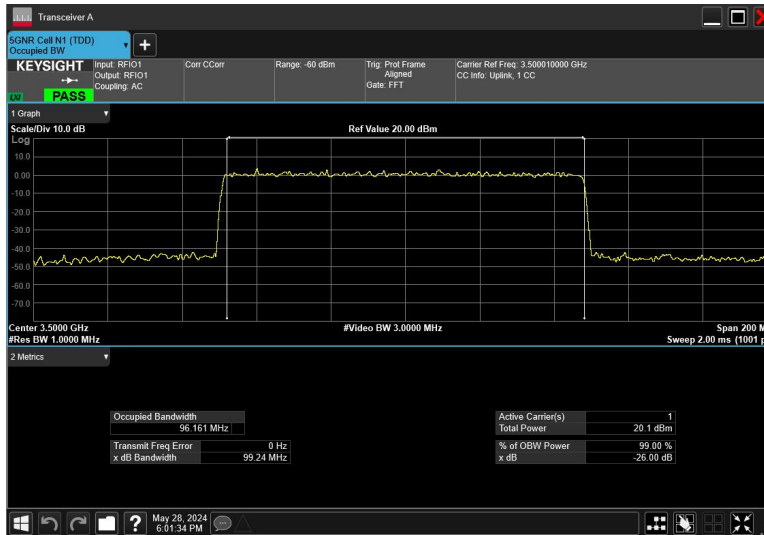 Transceiver A
5GNR Cell N1 (TDD)
Occupied BW
+
KEYSIGHT
LXI
PASS
Input: RFIO1
Output: RFIO1
Coupling: AC
Corr CCorr
Range: -60 dBm
Trig: Prot Frame
Aligned
Gate: FFT
Carrier Ref Freq: 3.500010000 GHz
CC Info: Uplink, 1 CC
1 Graph
Scale/Div 10.0 dB
Ref Value 20.00 dBm
Log
10.0
0.00
-10.0
-20.0
-30.0
-40.0
-50.0
-60.0
-70.0
Center 3.5000 GHz
#Video BW 3.0000 MHz
Span 200 M
#Res BW 1.0000 MHz
Sweep 2.00 ms (1001 p
2 Metrics
Occupied Bandwidth
96.161 MHz
Transmit Freq Error 0 Hz
x dB Bandwidth 99.24 MHz
Active Carrier(s) 1
Total Power 20.1 dBm
% of OBW Power 99.00 %
x dB -26.00 dB
?
May 28, 2024
6:01:34 PM